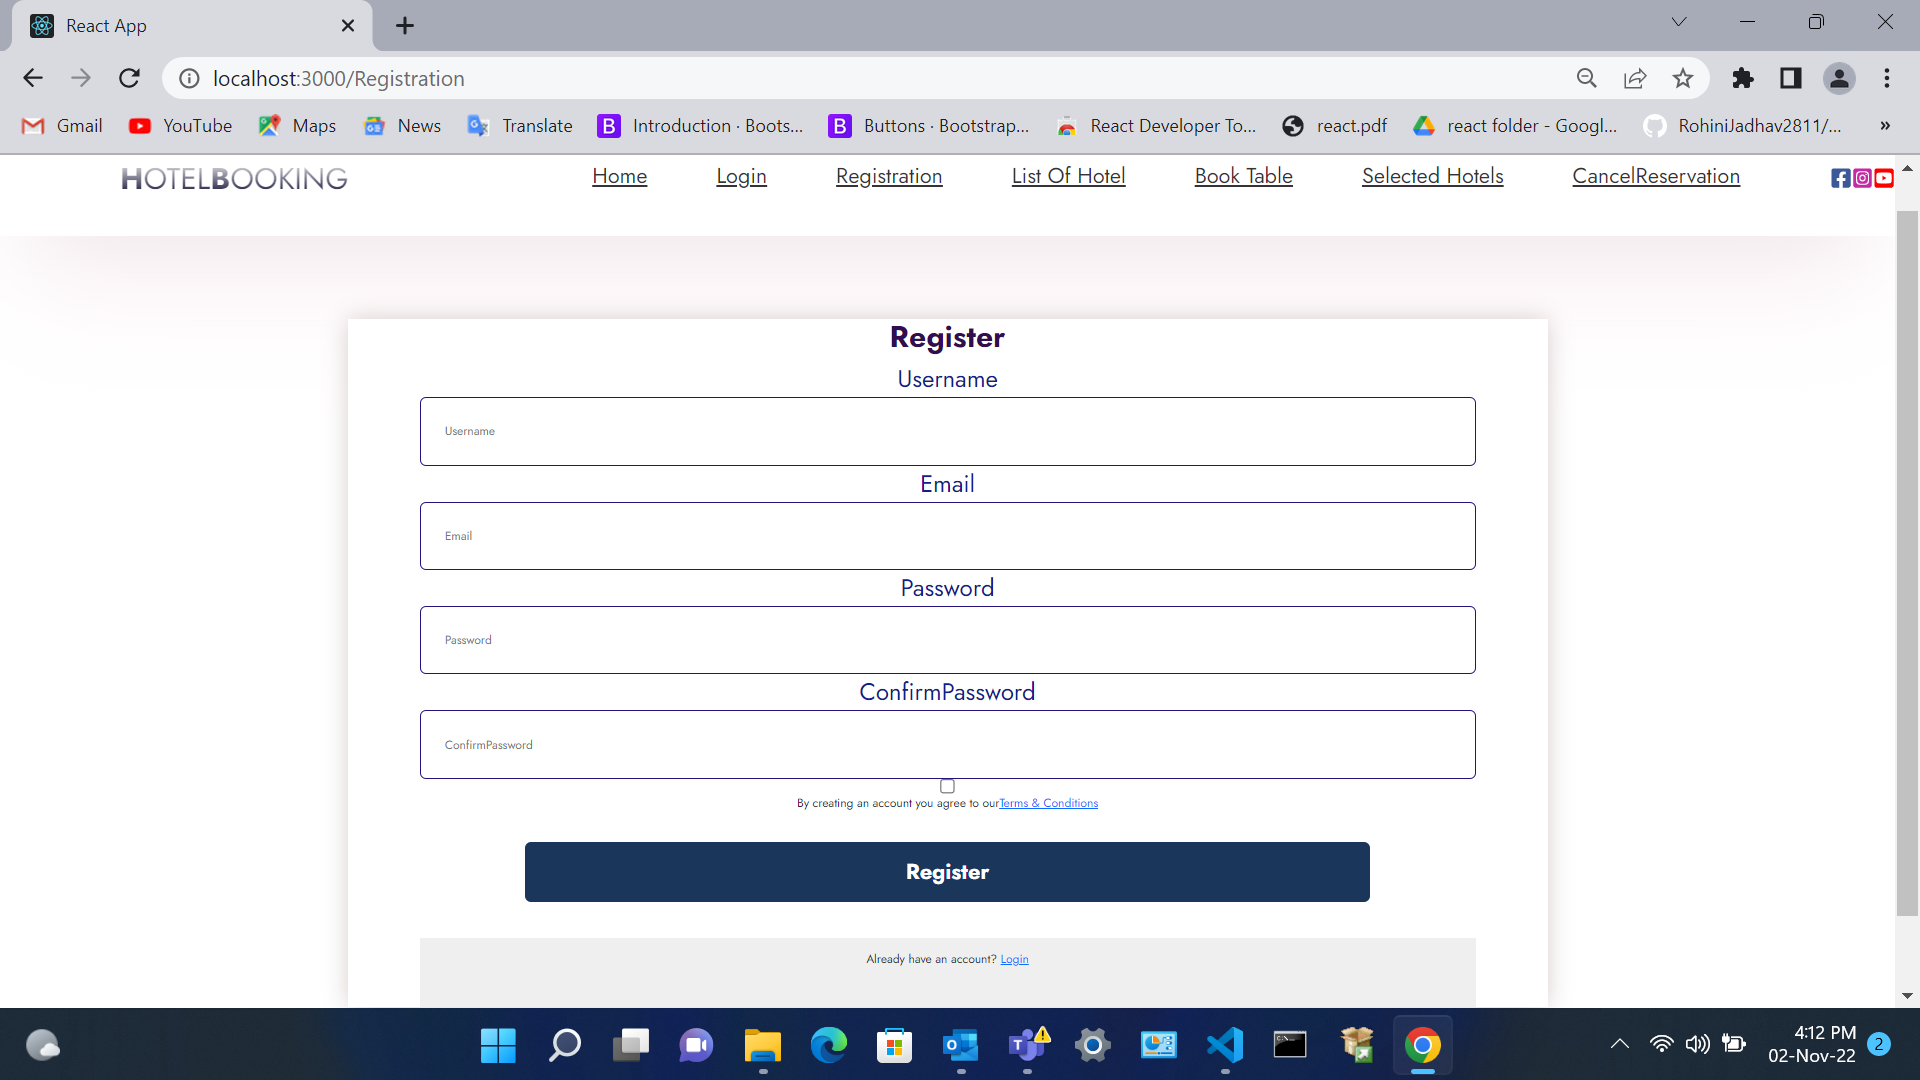 React App
localhost:3000/Registration
Gmail YouTube Maps News Translate Introduction · Boots... Buttons · Bootstrap... React Developer To... react.pdf react folder - Googl... RohiniJadhav2811/... »
HOTELBOOKING Home Login Registration List Of Hotel Book Table Selected Hotels CancelReservation
Register
Username
Username
Email
Email
Password
Password
ConfirmPassword
ConfirmPassword
By creating an account you agree to ourTerms & Conditions
Register
Already have an account? Login
4:12 PM
02-Nov-22
2